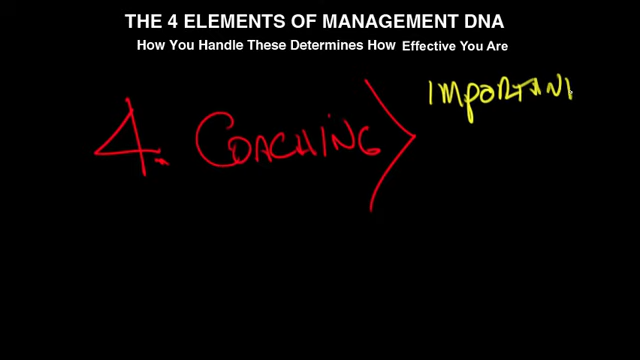 THE 4 ELEMENTS OF MANAGEMENT DNA
How You Handle These Determines How Effective You Are
4. COACHING
IMPORTAN